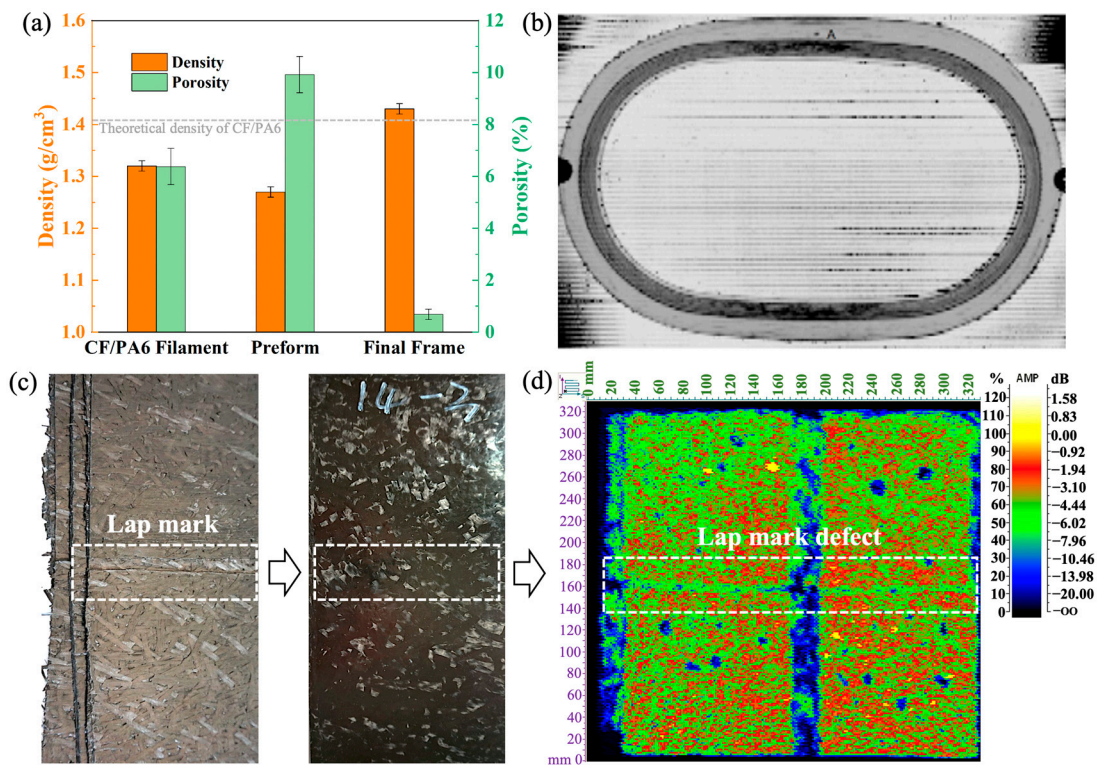 (a)
1.6
1.5
1.4
1.3
1.2
1.1
1.0
Density (g/cm³)
Density
Porosity
Theoretical density of CF/PA6
12
10
8
6
4
2
0
Porosity (%)
CF/PA6 Filament Preform Final Frame
(b)
A
(c)
Lap mark
14-2
(d)
0 mm 20 40 60 80 100 120 140 160 180 200 220 240 260 280 300 320
320
300
290
280
260
240
220
200
190
180
160
140
120
100
80
60
40
20
mm 0
Lap mark defect
% AMP dB
120 1.58
110 0.83
100 0.00
90 −0.92
80 −1.94
70 −3.10
60 −4.44
50 −6.02
40 −7.96
30 −10.46
20 −13.98
10 −20.00
0 −OO